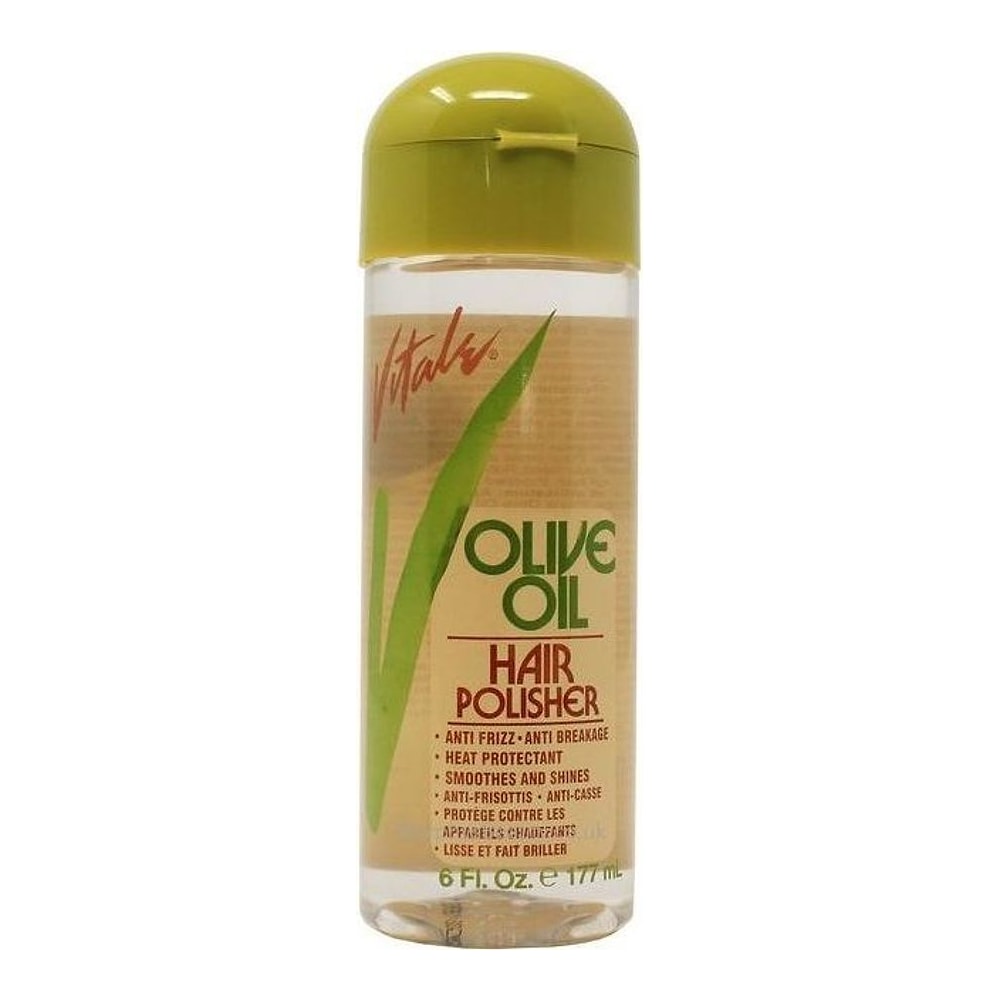 Vitale®
OLIVE
OIL
HAIR
POLISHER
• ANTI FRIZZ • ANTI BREAKAGE
• HEAT PROTECTANT
• SMOOTHES AND SHINES
• ANTI-FRISOTTIS • ANTI-CASSE
• PROTÈGE CONTRE LES
APPAREILS CHAUFFANTS
• LISSE ET FAIT BRILLER
6 Fl. Oz. ℮ 177 mL